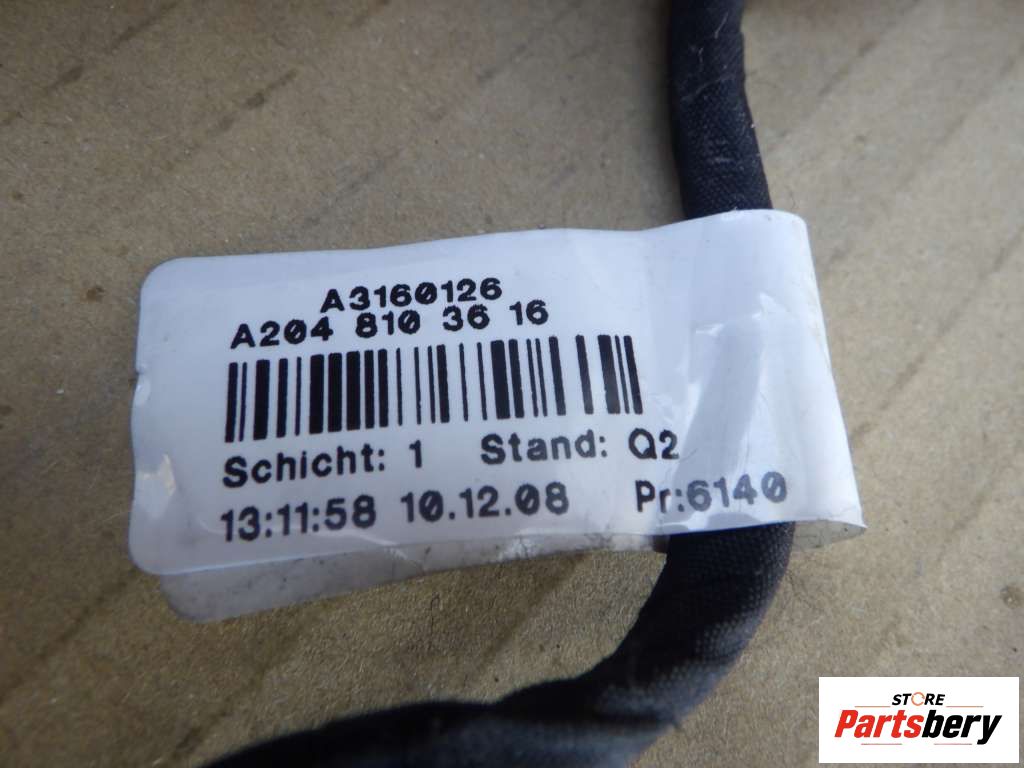 A3160126
A204 810 36 16
Schicht: 1 Stand: Q2
13:11:58 10.12.08 Pr:6140
STORE
Partsbery